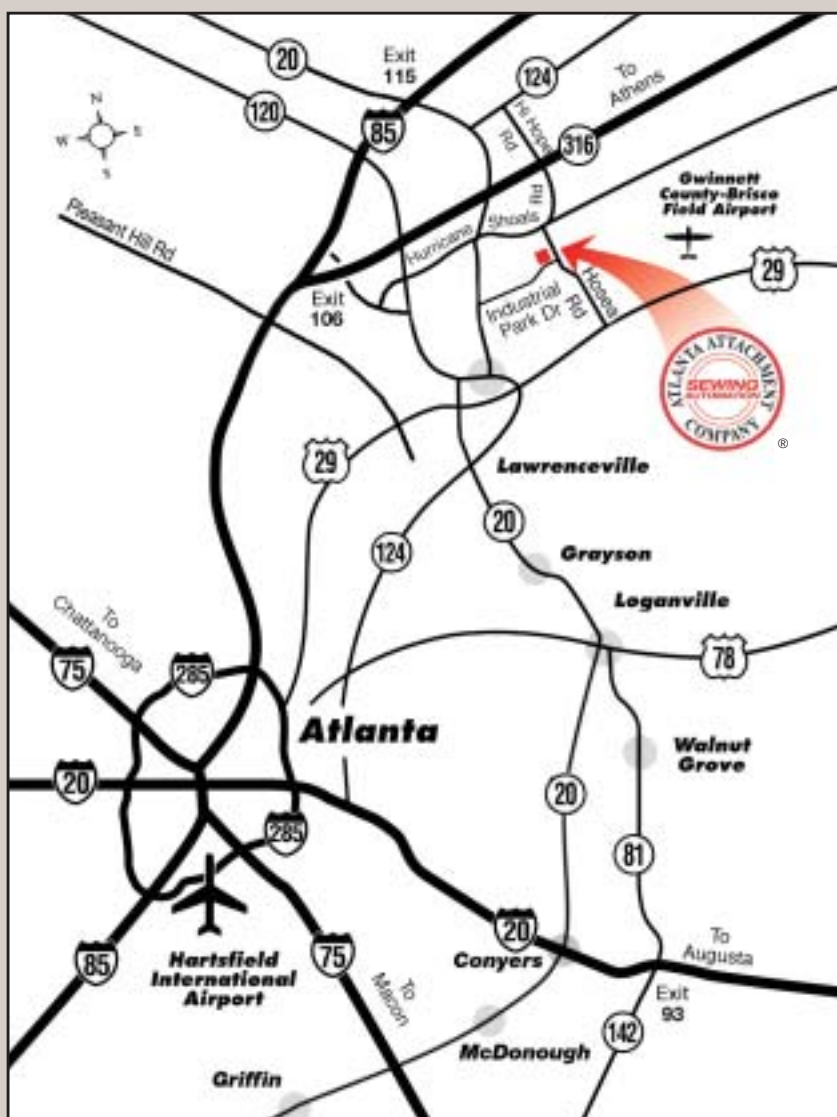 20
Exit
115
124
To
Athens
120
85
Hi Hope
Rd.
316
N
W
S
S
Rd
Gwinnett
County-Brisco
Field Airport
Pleasant Hill Rd
Hurricane
Shoals
29
Exit
106
Industrial
Park Dr
Hosea
Rd
ATLANTA ATTACHMENT
SEWING
AUTOMATION
COMPANY
®
29
Lawrenceville
20
124
Grayson
Loganville
To
Chattanooga
75
285
78
Atlanta
Walnut
Grove
20
20
81
285
20
To
Augusta
Conyers
85
Hartsfield
International
Airport
75
To
Macon
Exit
93
142
McDonough
Griffin